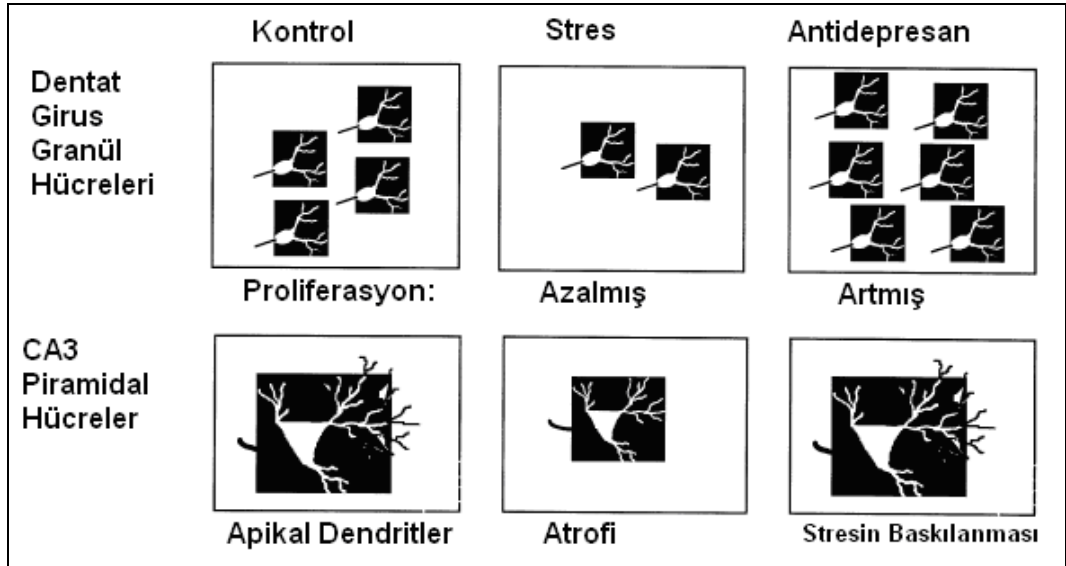 Kontrol Stres Antidepresan
Dentat
Girus
Granül
Hücreleri
Proliferasyon: Azalmış Artmış
CA3
Piramidal
Hücreler
Apikal Dendritler Atrofi Stresin Baskılanması